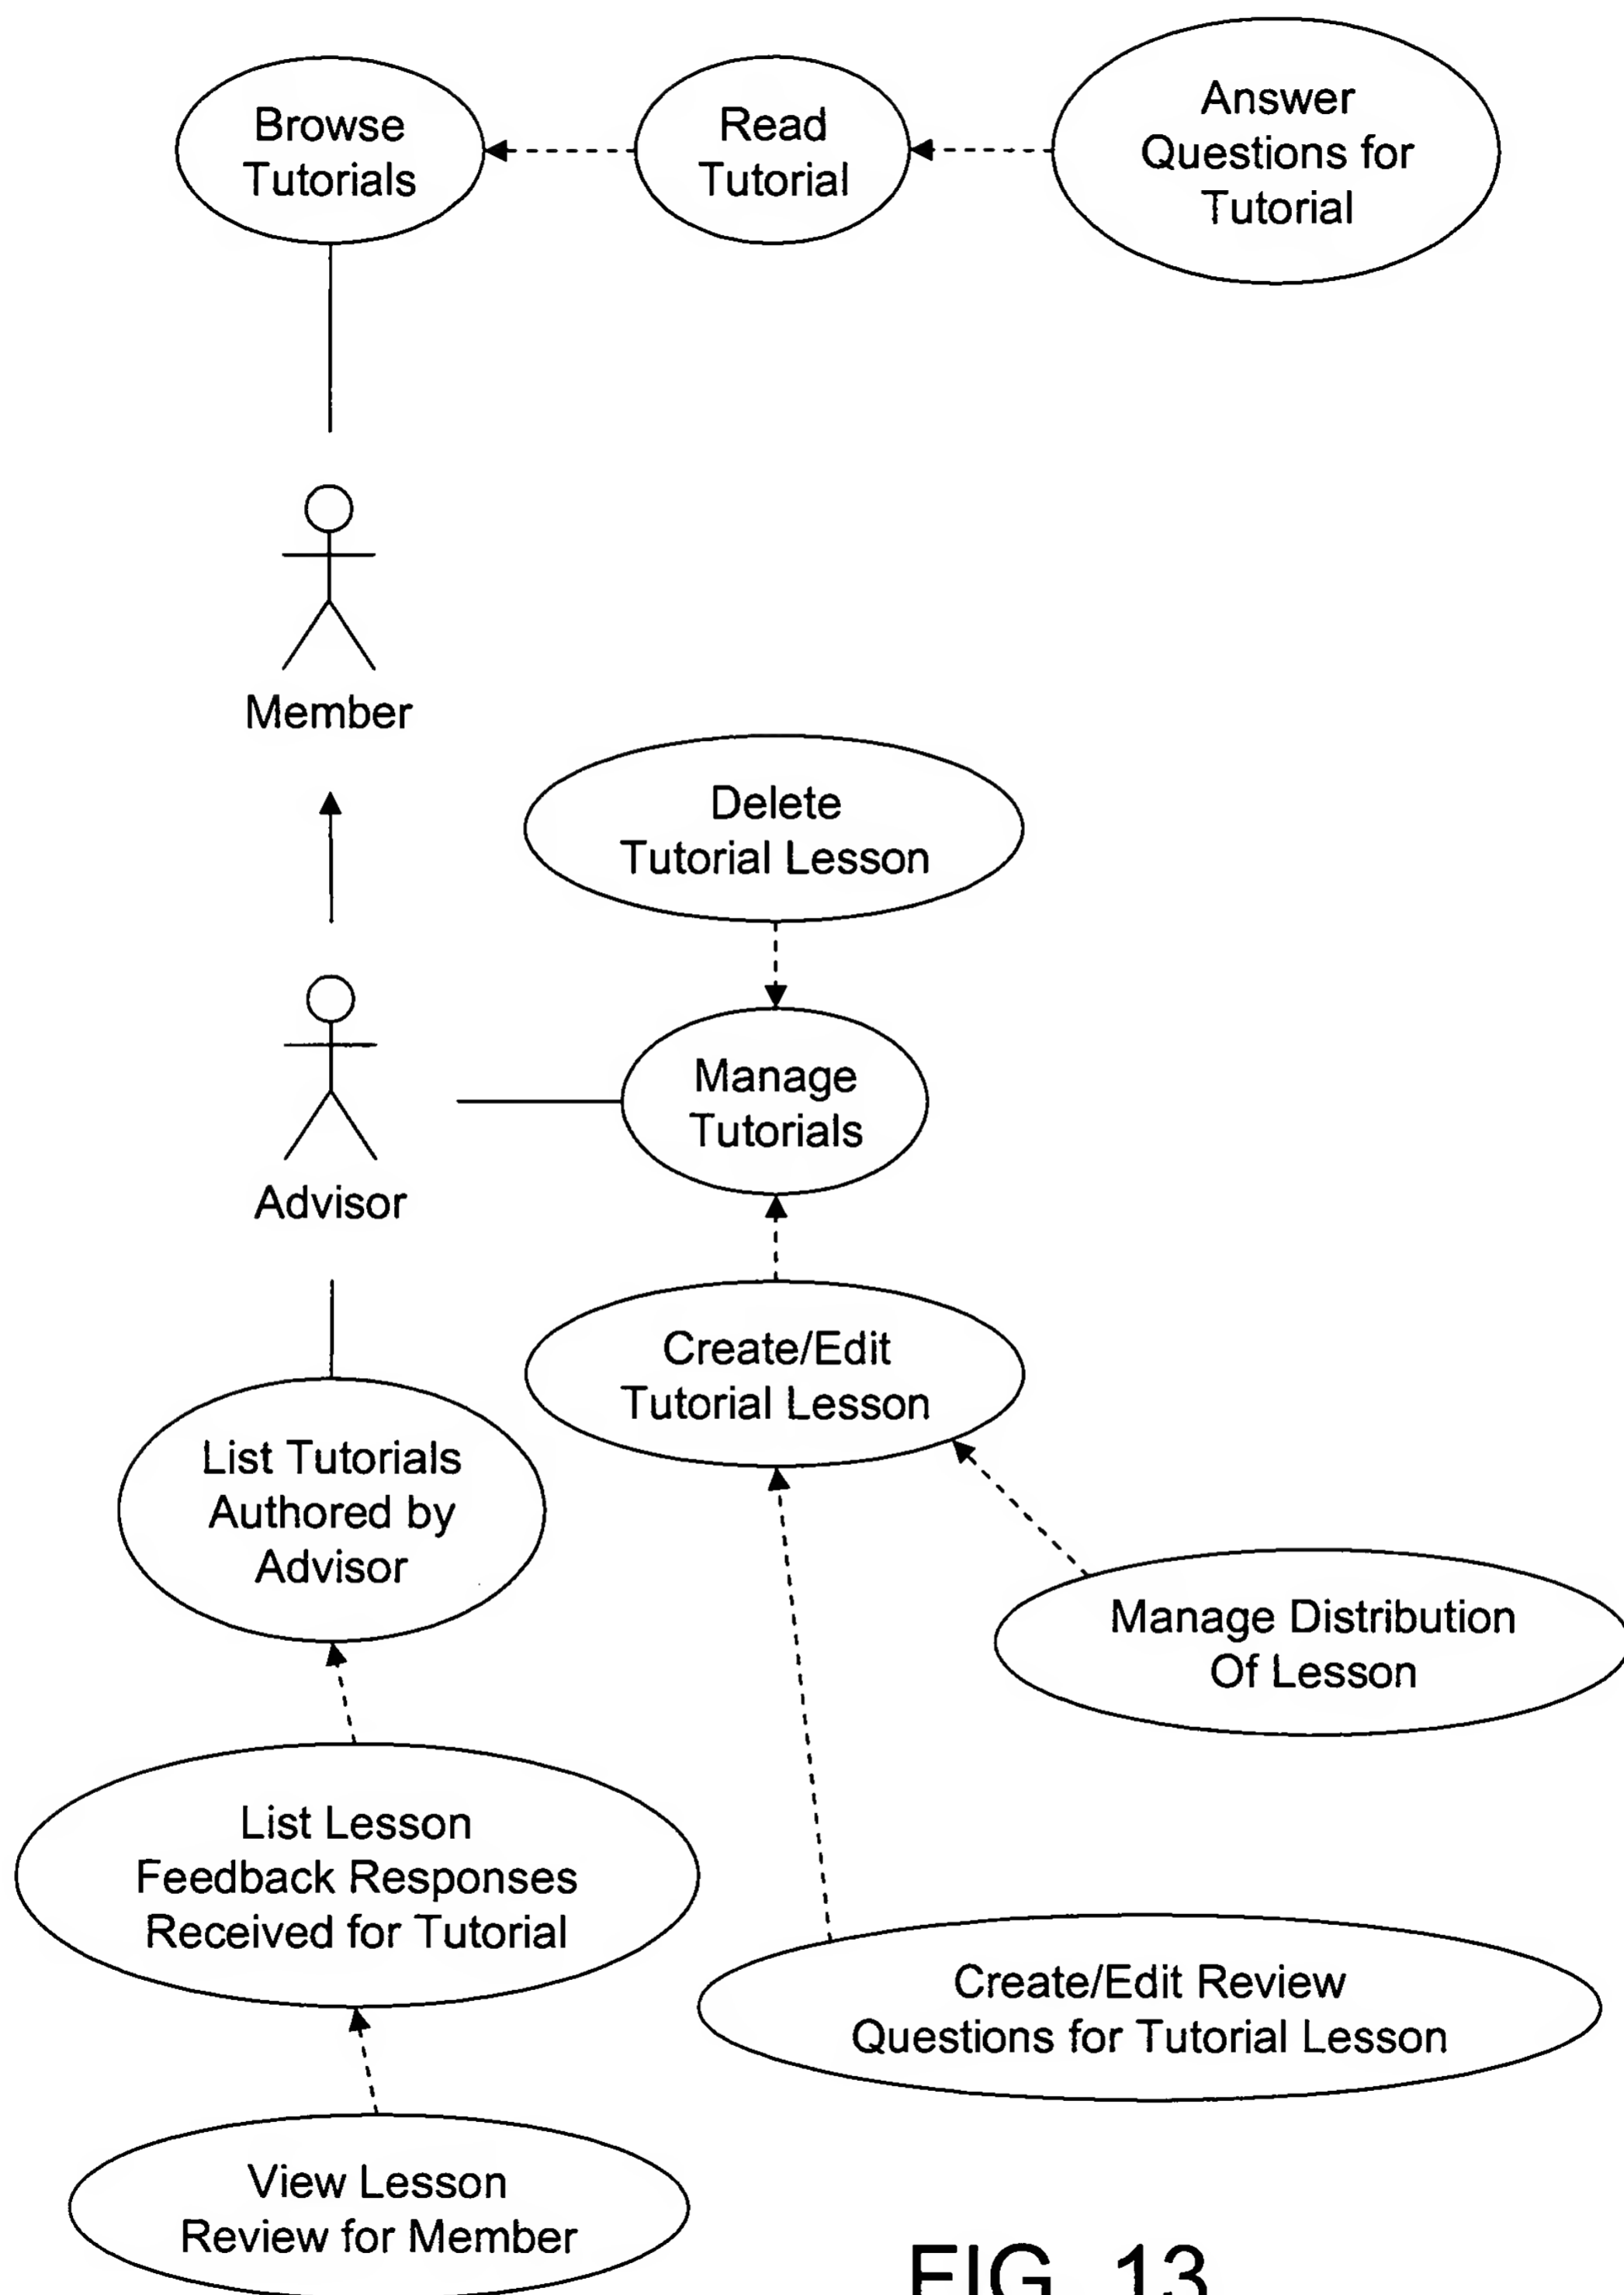 Browse
Tutorials
Read
Tutorial
Answer
Questions for
Tutorial
Member
Delete
Tutorial Lesson
Manage
Tutorials
Advisor
Create/Edit
Tutorial Lesson
List Tutorials
Authored by
Advisor
Manage Distribution
Of Lesson
List Lesson
Feedback Responses
Received for Tutorial
Create/Edit Review
Questions for Tutorial Lesson
View Lesson
Review for Member
FIG. 13